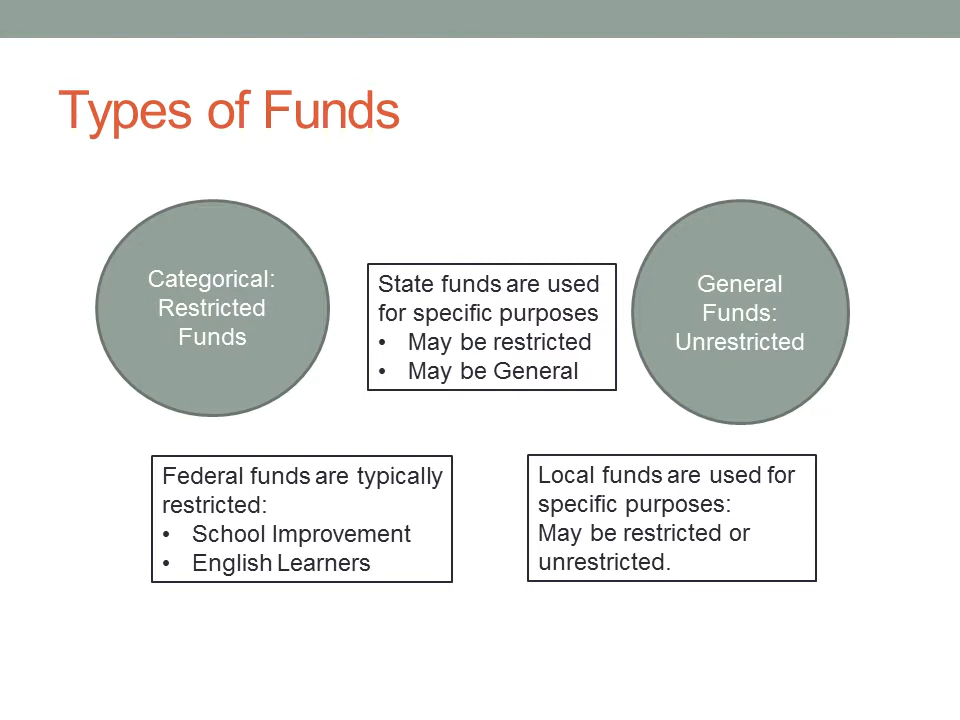 Types of Funds
Categorical:
Restricted
Funds
State funds are used
for specific purposes
• May be restricted
• May be General
General
Funds:
Unrestricted
Federal funds are typically
restricted:
• School Improvement
• English Learners
Local funds are used for
specific purposes:
May be restricted or
unrestricted.